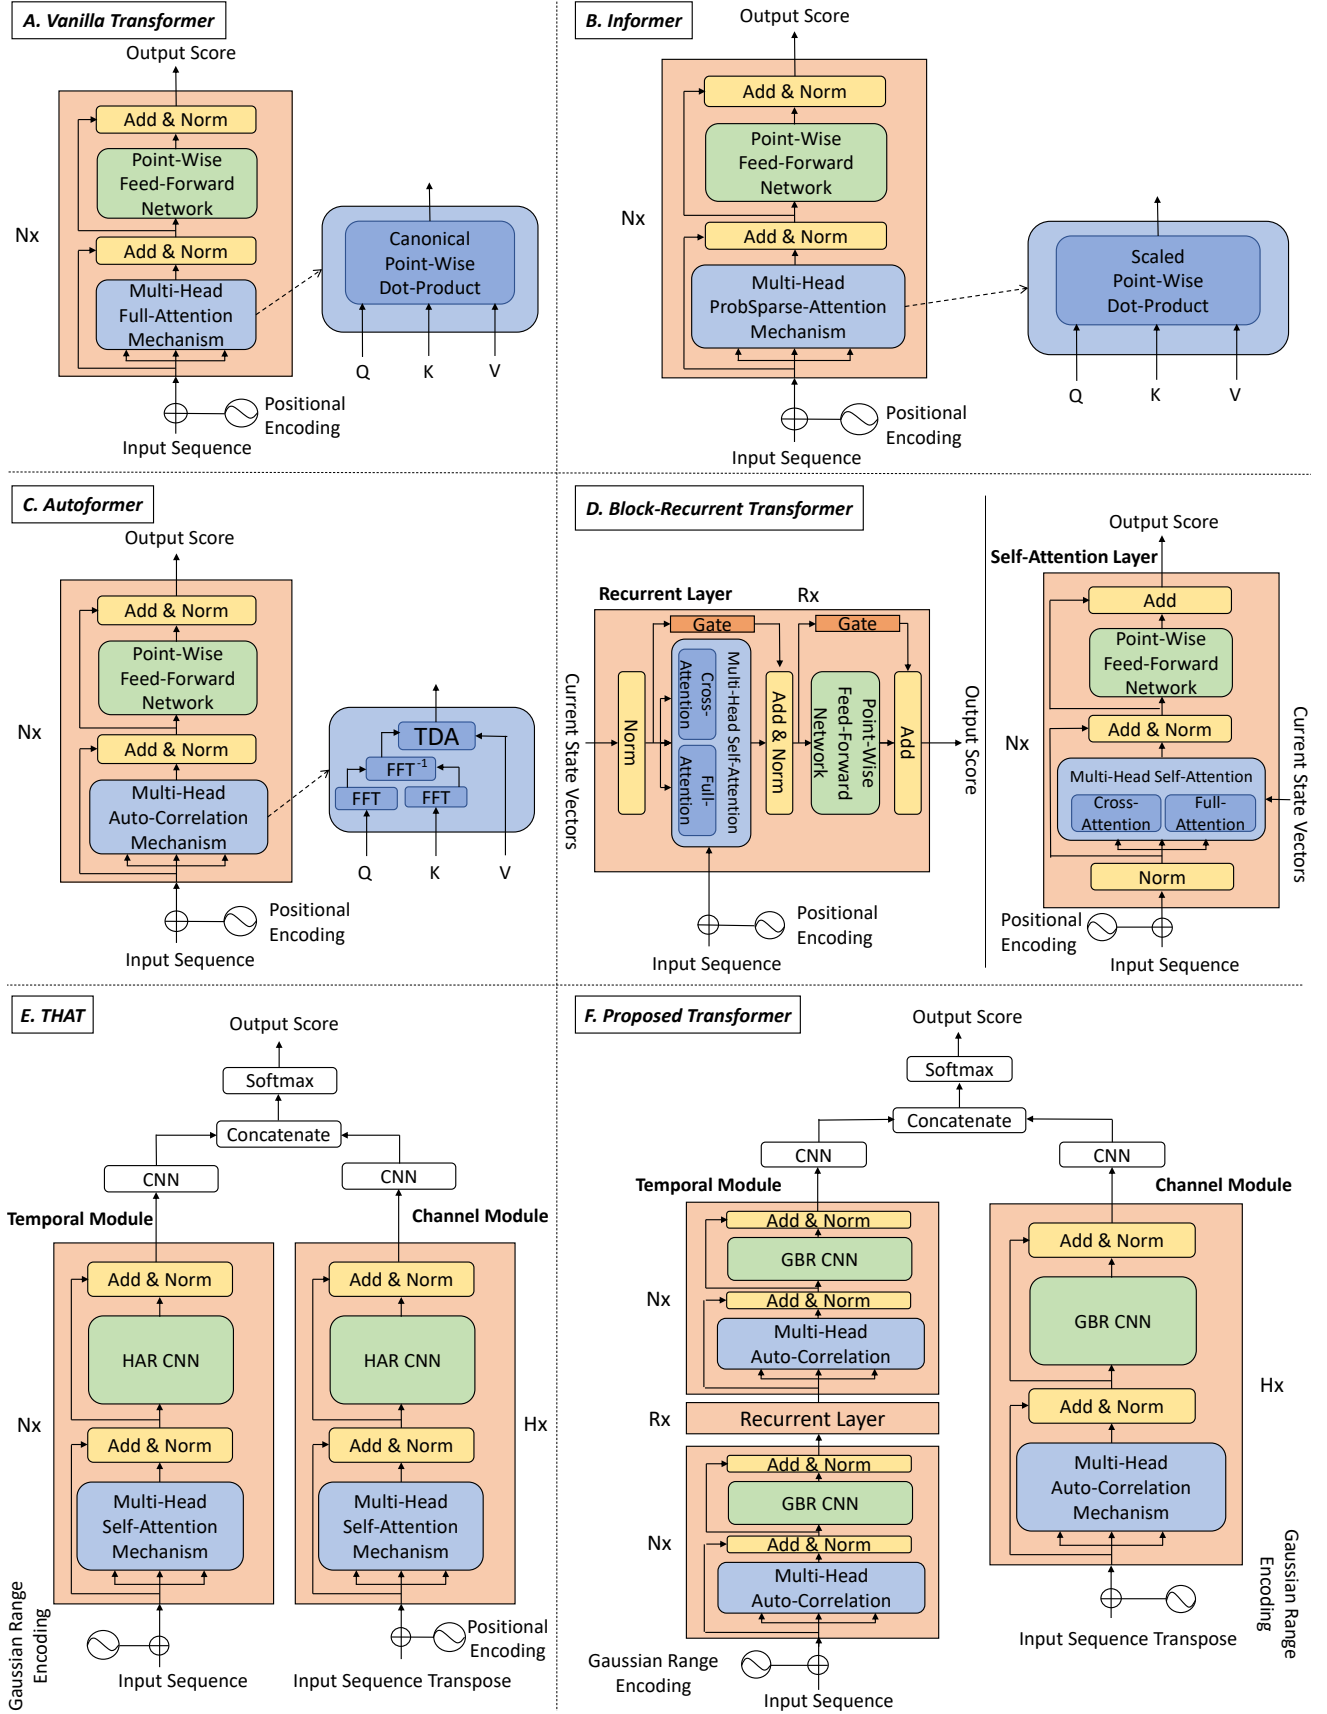 A. Vanilla Transformer
Output Score
Add & Norm
Point-Wise
Feed-Forward
Network
Nx
Add & Norm
Multi-Head
Full-Attention
Mechanism
Canonical
Point-Wise
Dot-Product
Q
K
V
Positional
Encoding
Input Sequence
B. Informer
Output Score
Add & Norm
Point-Wise
Feed-Forward
Network
Nx
Add & Norm
Multi-Head
ProbSparse-Attention
Mechanism
Scaled
Point-Wise
Dot-Product
Q
K
V
Positional
Encoding
Input Sequence
C. Autoformer
Output Score
Add & Norm
Point-Wise
Feed-Forward
Network
Nx
Add & Norm
Multi-Head
Auto-Correlation
Mechanism
TDA
FFT-1
FFT
FFT
Q
K
V
Positional
Encoding
Input Sequence
D. Block-Recurrent Transformer
Recurrent Layer
Rx
Gate
Gate
Current State Vectors
Norm
Cross-
Attention
Full-
Attention
Multi-Head Self-Attention
Add & Norm
Point-Wise
Feed-Forward
Network
Add
Output Score
Positional
Encoding
Input Sequence
Output Score
Self-Attention Layer
Add
Point-Wise
Feed-Forward
Network
Nx
Add & Norm
Multi-Head Self-Attention
Cross-
Attention
Full-
Attention
Current State Vectors
Norm
Positional
Encoding
Input Sequence
E. THAT
Output Score
Softmax
Concatenate
CNN
CNN
Temporal Module
Channel Module
Add & Norm
HAR CNN
Nx
Add & Norm
Multi-Head
Self-Attention
Mechanism
Gaussian Range
Encoding
Input Sequence
Add & Norm
HAR CNN
Hx
Add & Norm
Multi-Head
Self-Attention
Mechanism
Positional
Encoding
Input Sequence Transpose
F. Proposed Transformer
Output Score
Softmax
Concatenate
CNN
CNN
Temporal Module
Channel Module
Add & Norm
GBR CNN
Nx
Add & Norm
Multi-Head
Auto-Correlation
Rx
Recurrent Layer
Add & Norm
GBR CNN
Nx
Add & Norm
Multi-Head
Auto-Correlation
Gaussian Range
Encoding
Input Sequence
Add & Norm
GBR CNN
Hx
Add & Norm
Multi-Head
Auto-Correlation
Mechanism
Gaussian Range
Encoding
Input Sequence Transpose